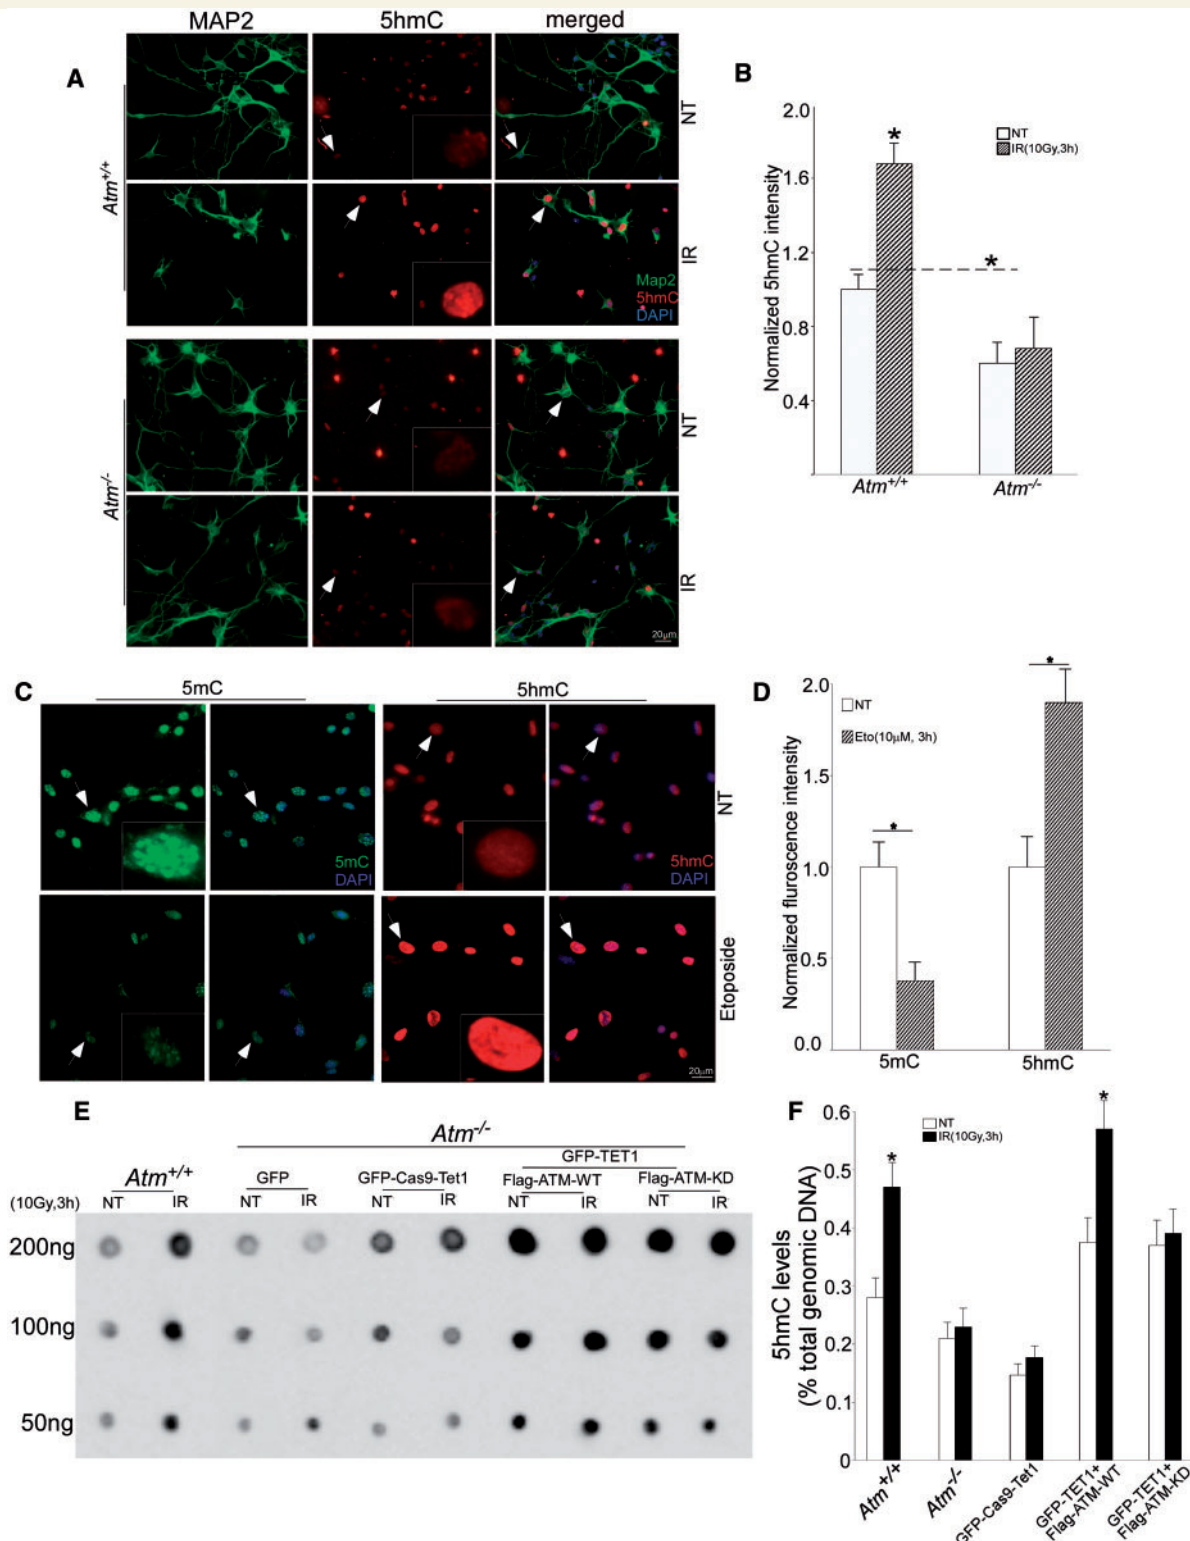 MAP2 5hmC merged
A
Atm+/+
NT
IR
Map2
5hmC
DAPI
Atm-/-
NT
IR
20µm
B
Normalized 5hmC intensity
2.0
1.6
1.2
0.8
0.4
NT
IR(10Gy,3h)
*
*
Atm+/+ Atm-/-
C
5mC 5hmC
NT
5mC
DAPI
5hmC
DAPI
Etoposide
20µm
D
Normalized fluroscence intensity
2.0
1.5
1.0
0.5
0.0
NT
Eto(10µM, 3h)
*
*
5mC 5hmC
E
Atm-/-
GFP-TET1
Atm+/+ GFP GFP-Cas9-Tet1 Flag-ATM-WT Flag-ATM-KD
(10Gy,3h) NT IR NT IR NT IR NT IR NT IR
200ng
100ng
50ng
F
5hmC levels
(% total genomic DNA)
0.6
0.5
0.4
0.3
0.2
0.1
0
NT
IR(10Gy,3h)
*
*
Atm+/+
Atm-/-
GFP-Cas9-Tet1
GFP-TET1+
Flag-ATM-WT
GFP-TET1+
Flag-ATM-KD